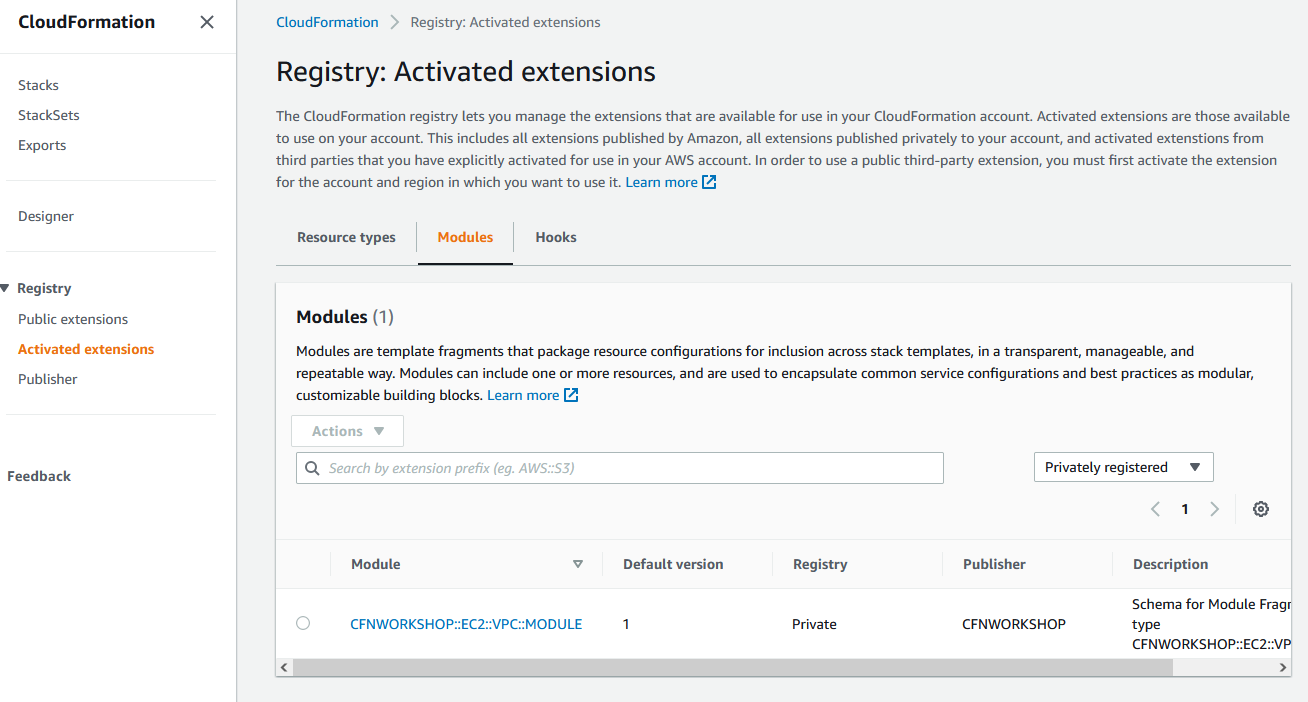 CloudFormation
Stacks
StackSets
Exports
Designer
Registry
Public extensions
Activated extensions
Publisher
Feedback
CloudFormation > Registry: Activated extensions
Registry: Activated extensions
The CloudFormation registry lets you manage the extensions that are available for use in your CloudFormation account. Activated extensions are those available
to use on your account. This includes all extensions published by Amazon, all extensions published privately to your account, and activated extenstions from
third parties that you have explicitly activated for use in your AWS account. In order to use a public third-party extension, you must first activate the extension
for the account and region in which you want to use it. Learn more
Resource types Modules Hooks
Modules (1)
Modules are template fragments that package resource configurations for inclusion across stack templates, in a transparent, manageable, and
repeatable way. Modules can include one or more resources, and are used to encapsulate common service configurations and best practices as modular,
customizable building blocks. Learn more
Actions
Search by extension prefix (eg. AWS::S3) Privately registered
1
Module Default version Registry Publisher Description
Schema for Module Fragr
CFNWORKSHOP::EC2::VPC::MODULE 1 Private CFNWORKSHOP type
CFNWORKSHOP::EC2::VP